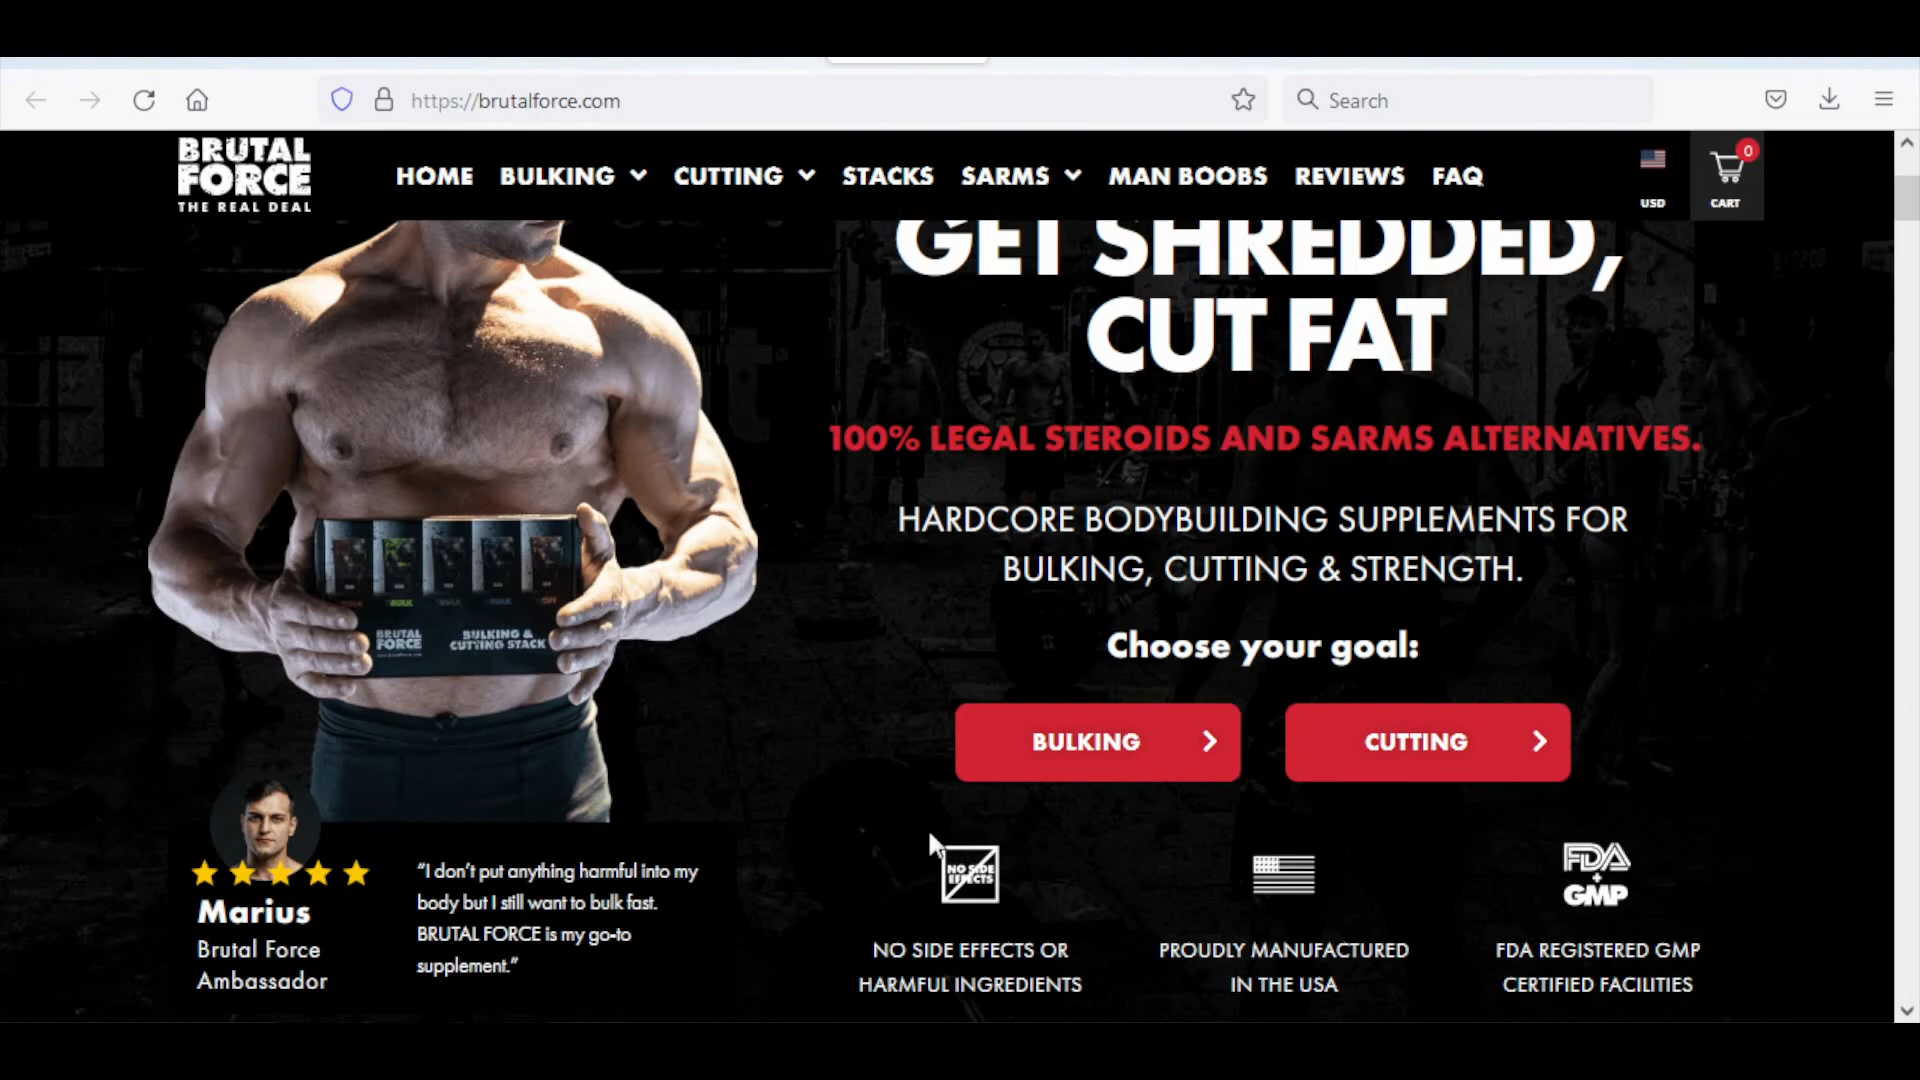 https://brutalforce.com
Search
BRUTAL
FORCE
THE REAL DEAL
HOME
BULKING
CUTTING
STACKS
SARMS
MAN BOOBS
REVIEWS
FAQ
USD
0
CART
GET SHREDDED,
CUT FAT
100% LEGAL STEROIDS AND SARMS ALTERNATIVES.
HARDCORE BODYBUILDING SUPPLEMENTS FOR
BULKING, CUTTING & STRENGTH.
Choose your goal:
BULKING
CUTTING
BRUTAL
FORCE
BULKING &
CUTTING STACK
Marius
Brutal Force
Ambassador
“I don’t put anything harmful into my
body but I still want to bulk fast.
BRUTAL FORCE is my go-to
supplement.”
NO SIDE
EFFECTS
NO SIDE EFFECTS OR
HARMFUL INGREDIENTS
PROUDLY MANUFACTURED
IN THE USA
FDA
+
GMP
FDA REGISTERED GMP
CERTIFIED FACILITIES